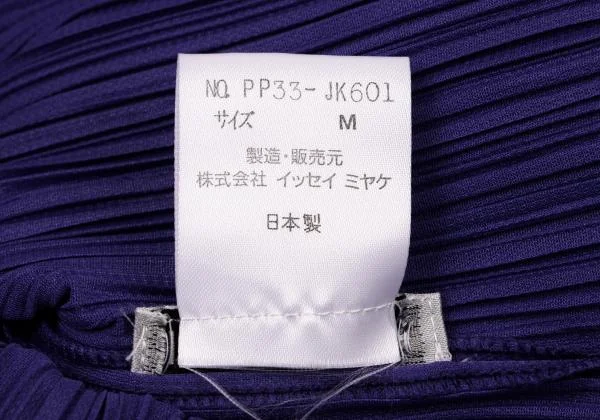 NO. PP33-JK601
サイズ M
製造・販売元
株式会社 イッセイ ミヤケ
日本製